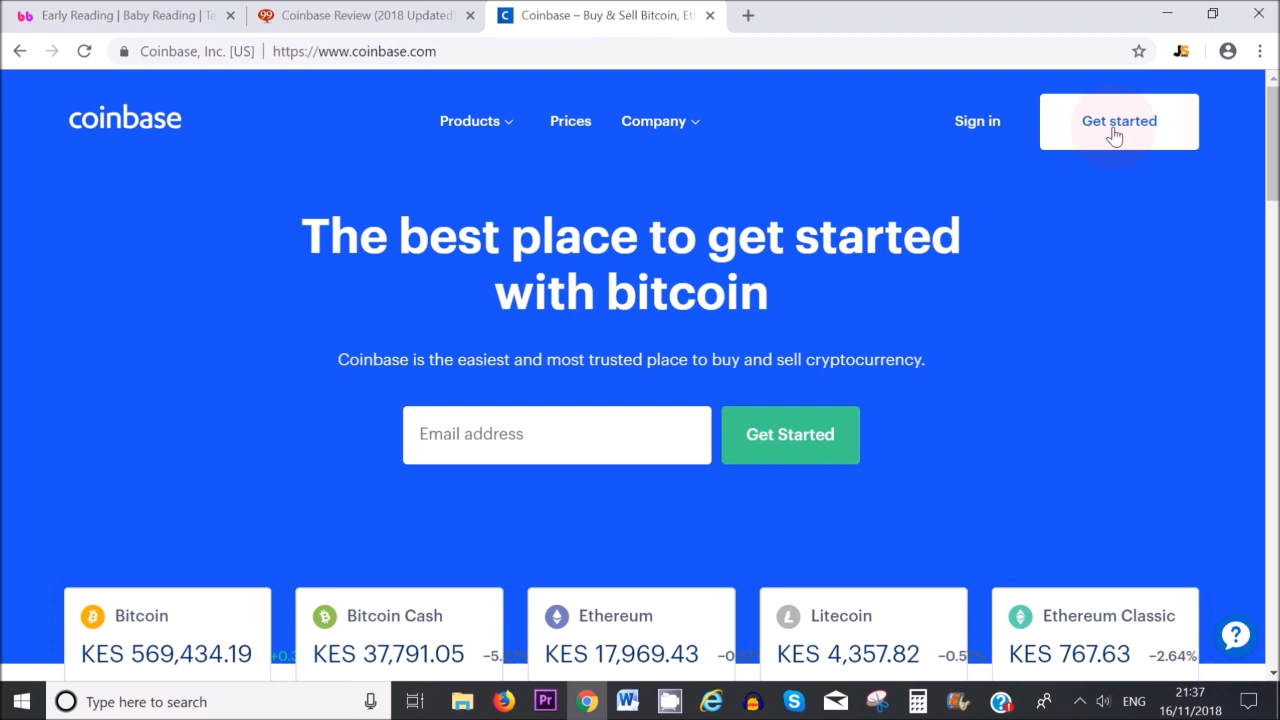 Early Reading | Baby Reading | Te
Coinbase Review (2018 Updated)
Coinbase – Buy & Sell Bitcoin, Et
Coinbase, Inc. [US] | https://www.coinbase.com
coinbase
Products
Prices
Company
Sign in
Get started
The best place to get started
with bitcoin
Coinbase is the easiest and most trusted place to buy and sell cryptocurrency.
Email address
Get Started
Bitcoin
KES 569,434.19
Bitcoin Cash
KES 37,791.05
Ethereum
KES 17,969.43
Litecoin
KES 4,357.82
Ethereum Classic
KES 767.63 −2.64%
Type here to search
ENG
21:37
16/11/2018